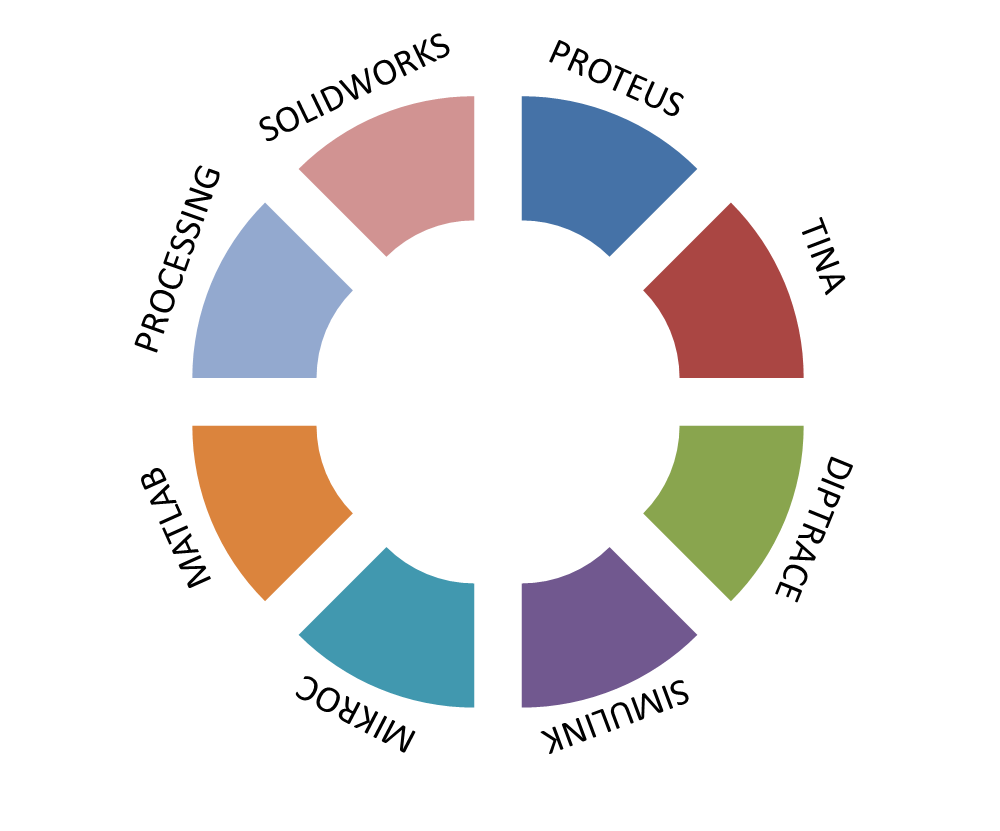 PROTEUS
TINA
DIPTRACE
SIMULINK
MIKROC
MATLAB
PROCESSING
SOLIDWORKS